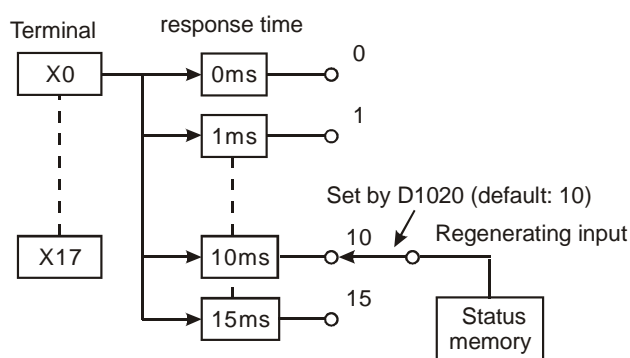 Terminal
response time
X0
0ms
0
1ms
1
Set by D1020 (default: 10)
X17
10ms
10
Regenerating input
15ms
15
Status
memory